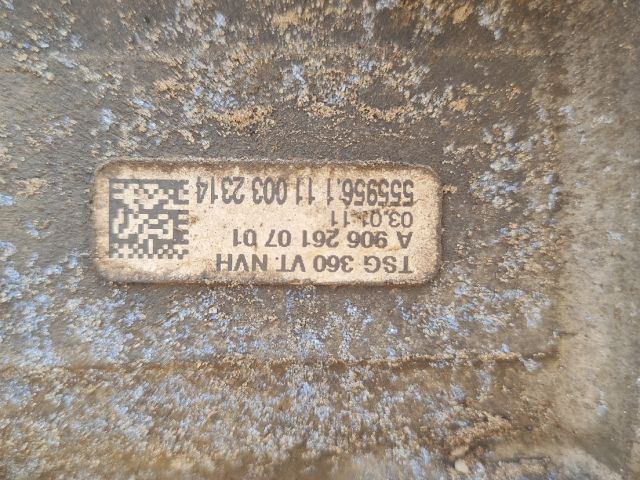 TSG 360 VT.NVH
A 906 261 07 01
03.01.11
555956.1 11 003 2314